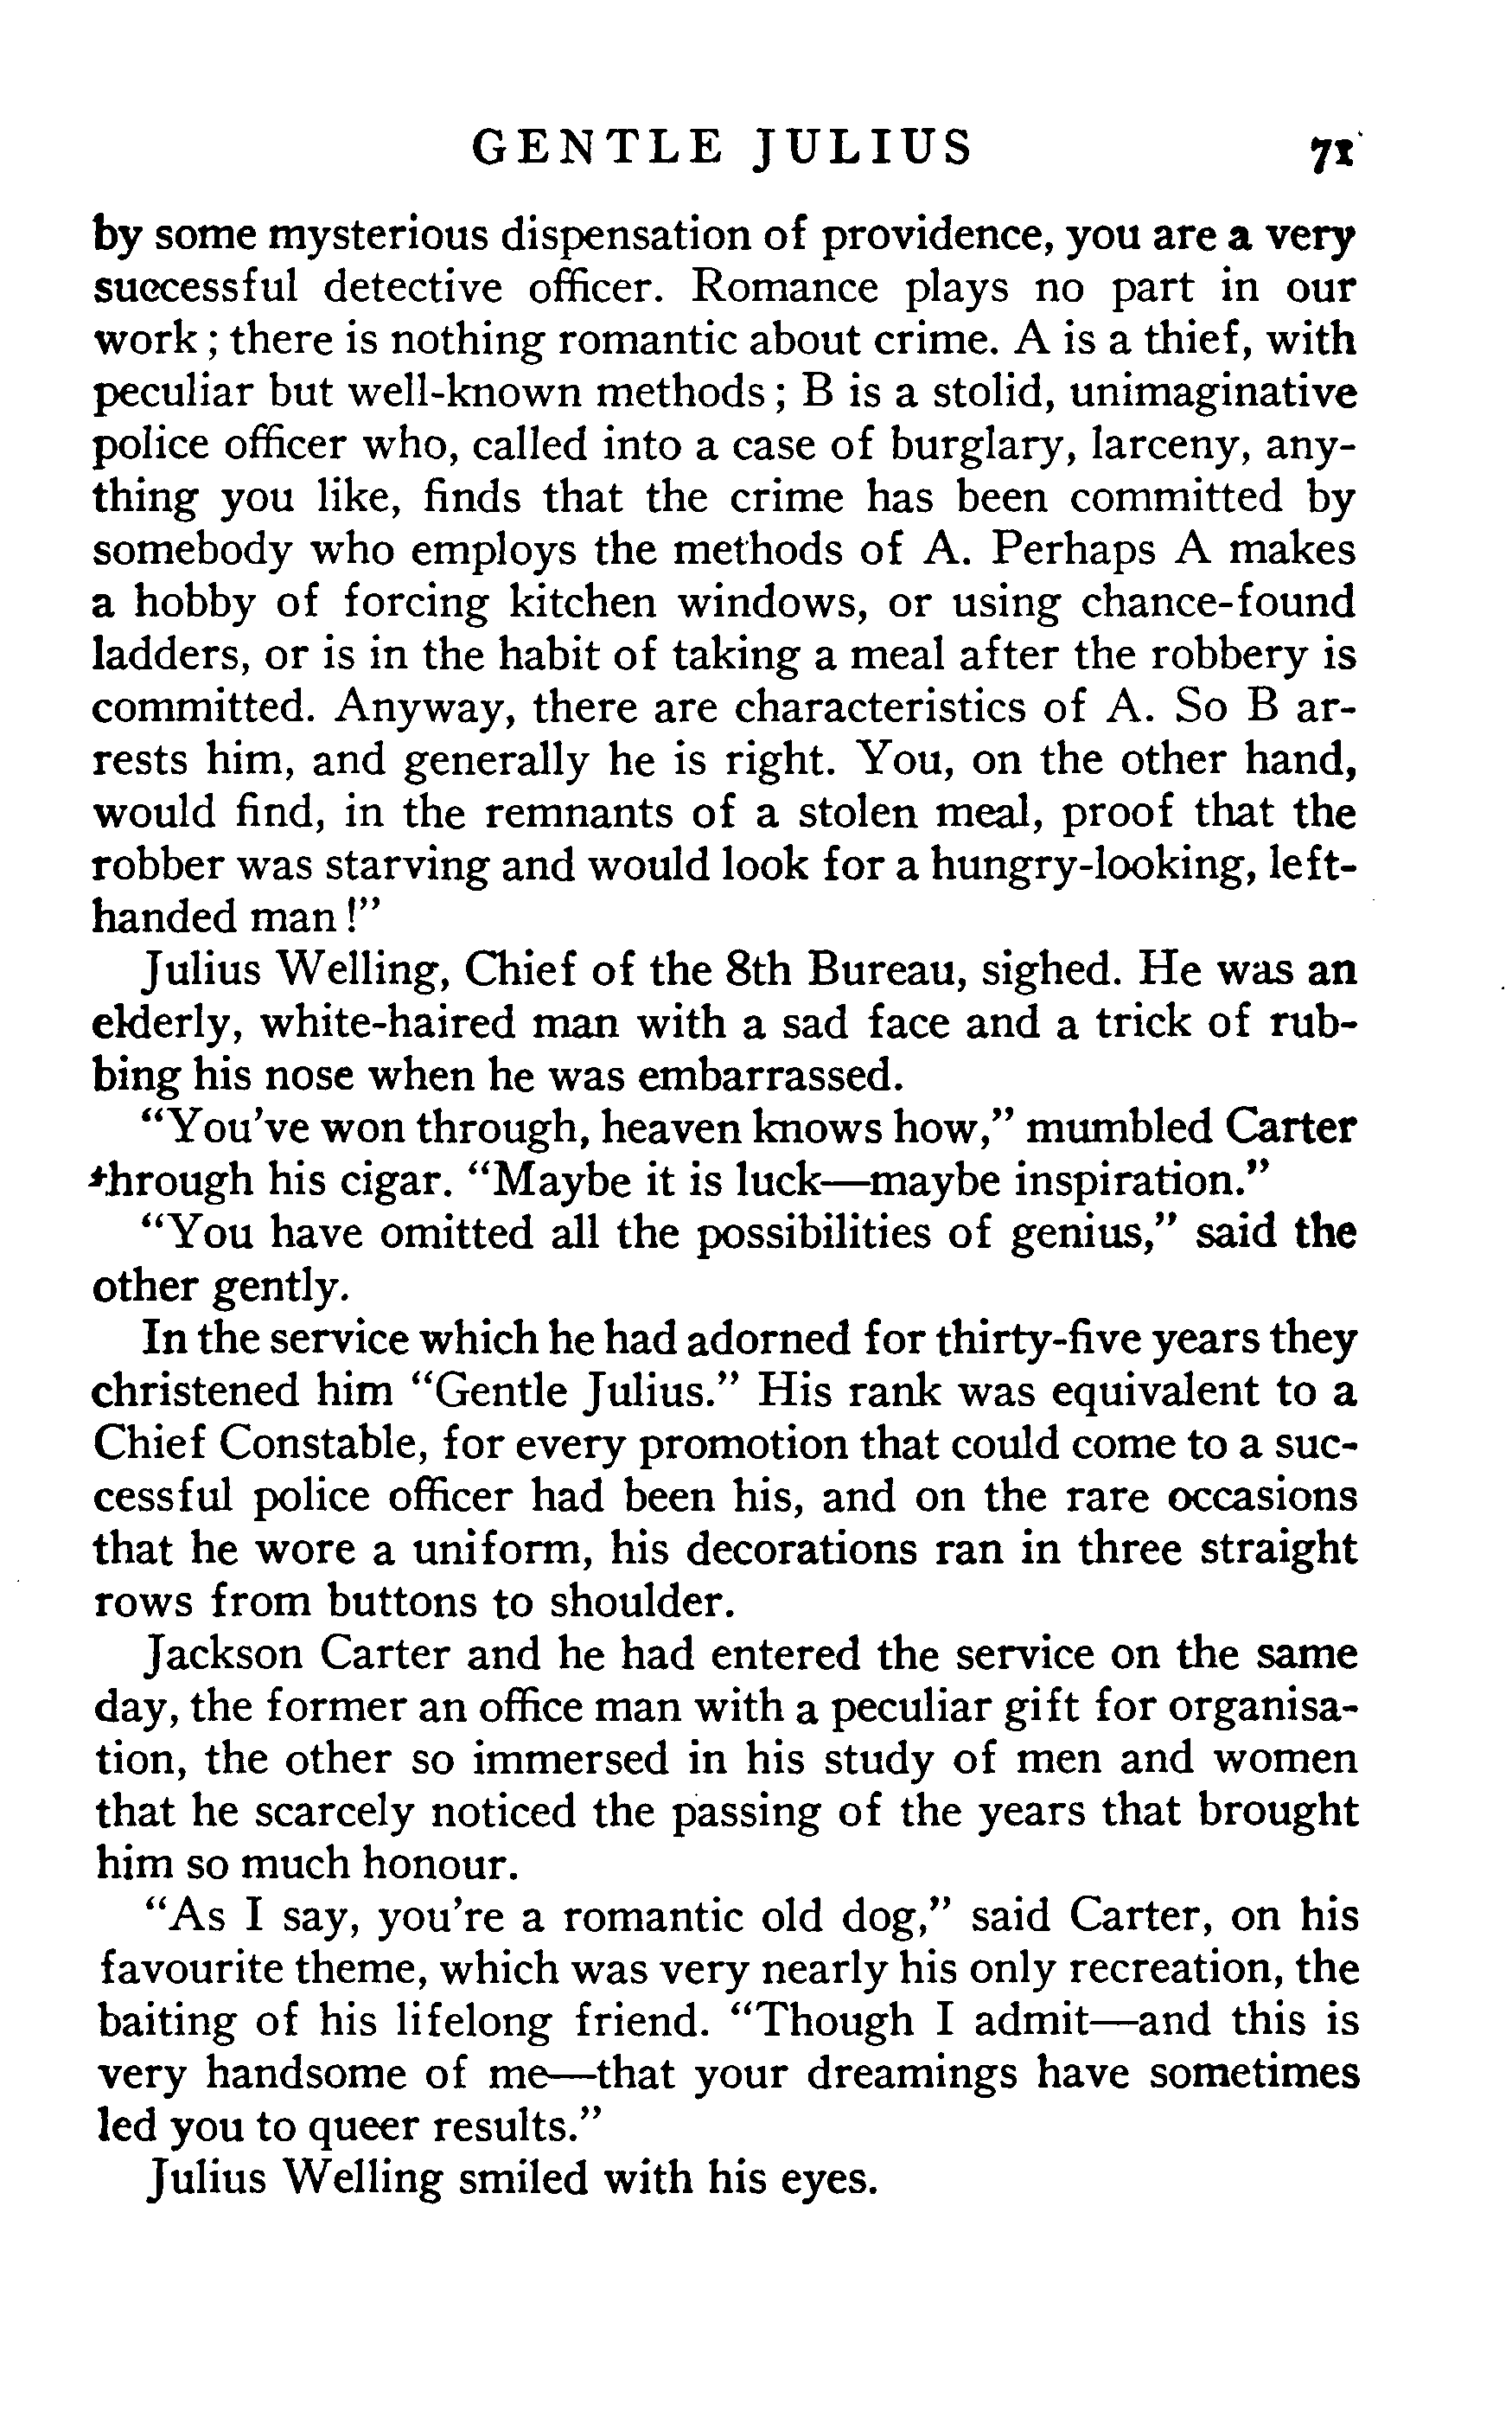 GENTLE JULIUS 71
by some mysterious dispensation of providence, you are a very
successful detective officer. Romance plays no part in our
work; there is nothing romantic about crime. A is a thief, with
peculiar but well-known methods; B is a stolid, unimaginative
police officer who, called into a case of burglary, larceny, any-
thing you like, finds that the crime has been committed by
somebody who employs the methods of A. Perhaps A makes
a hobby of forcing kitchen windows, or using chance-found
ladders, or is in the habit of taking a meal after the robbery is
committed. Anyway, there are characteristics of A. So B ar-
rests him, and generally he is right. You, on the other hand,
would find, in the remnants of a stolen meal, proof that the
robber was starving and would look for a hungry-looking, left-
handed man!”
Julius Welling, Chief of the 8th Bureau, sighed. He was an
elderly, white-haired man with a sad face and a trick of rub-
bing his nose when he was embarrassed.
“You’ve won through, heaven knows how,” mumbled Carter
through his cigar. “Maybe it is luck—maybe inspiration.”
“You have omitted all the possibilities of genius,” said the
other gently.
In the service which he had adorned for thirty-five years they
christened him “Gentle Julius.” His rank was equivalent to a
Chief Constable, for every promotion that could come to a suc-
cessful police officer had been his, and on the rare occasions
that he wore a uniform, his decorations ran in three straight
rows from buttons to shoulder.
Jackson Carter and he had entered the service on the same
day, the former an office man with a peculiar gift for organisa-
tion, the other so immersed in his study of men and women
that he scarcely noticed the passing of the years that brought
him so much honour.
“As I say, you’re a romantic old dog,” said Carter, on his
favourite theme, which was very nearly his only recreation, the
baiting of his lifelong friend. “Though I admit—and this is
very handsome of me—that your dreamings have sometimes
led you to queer results.”
Julius Welling smiled with his eyes.